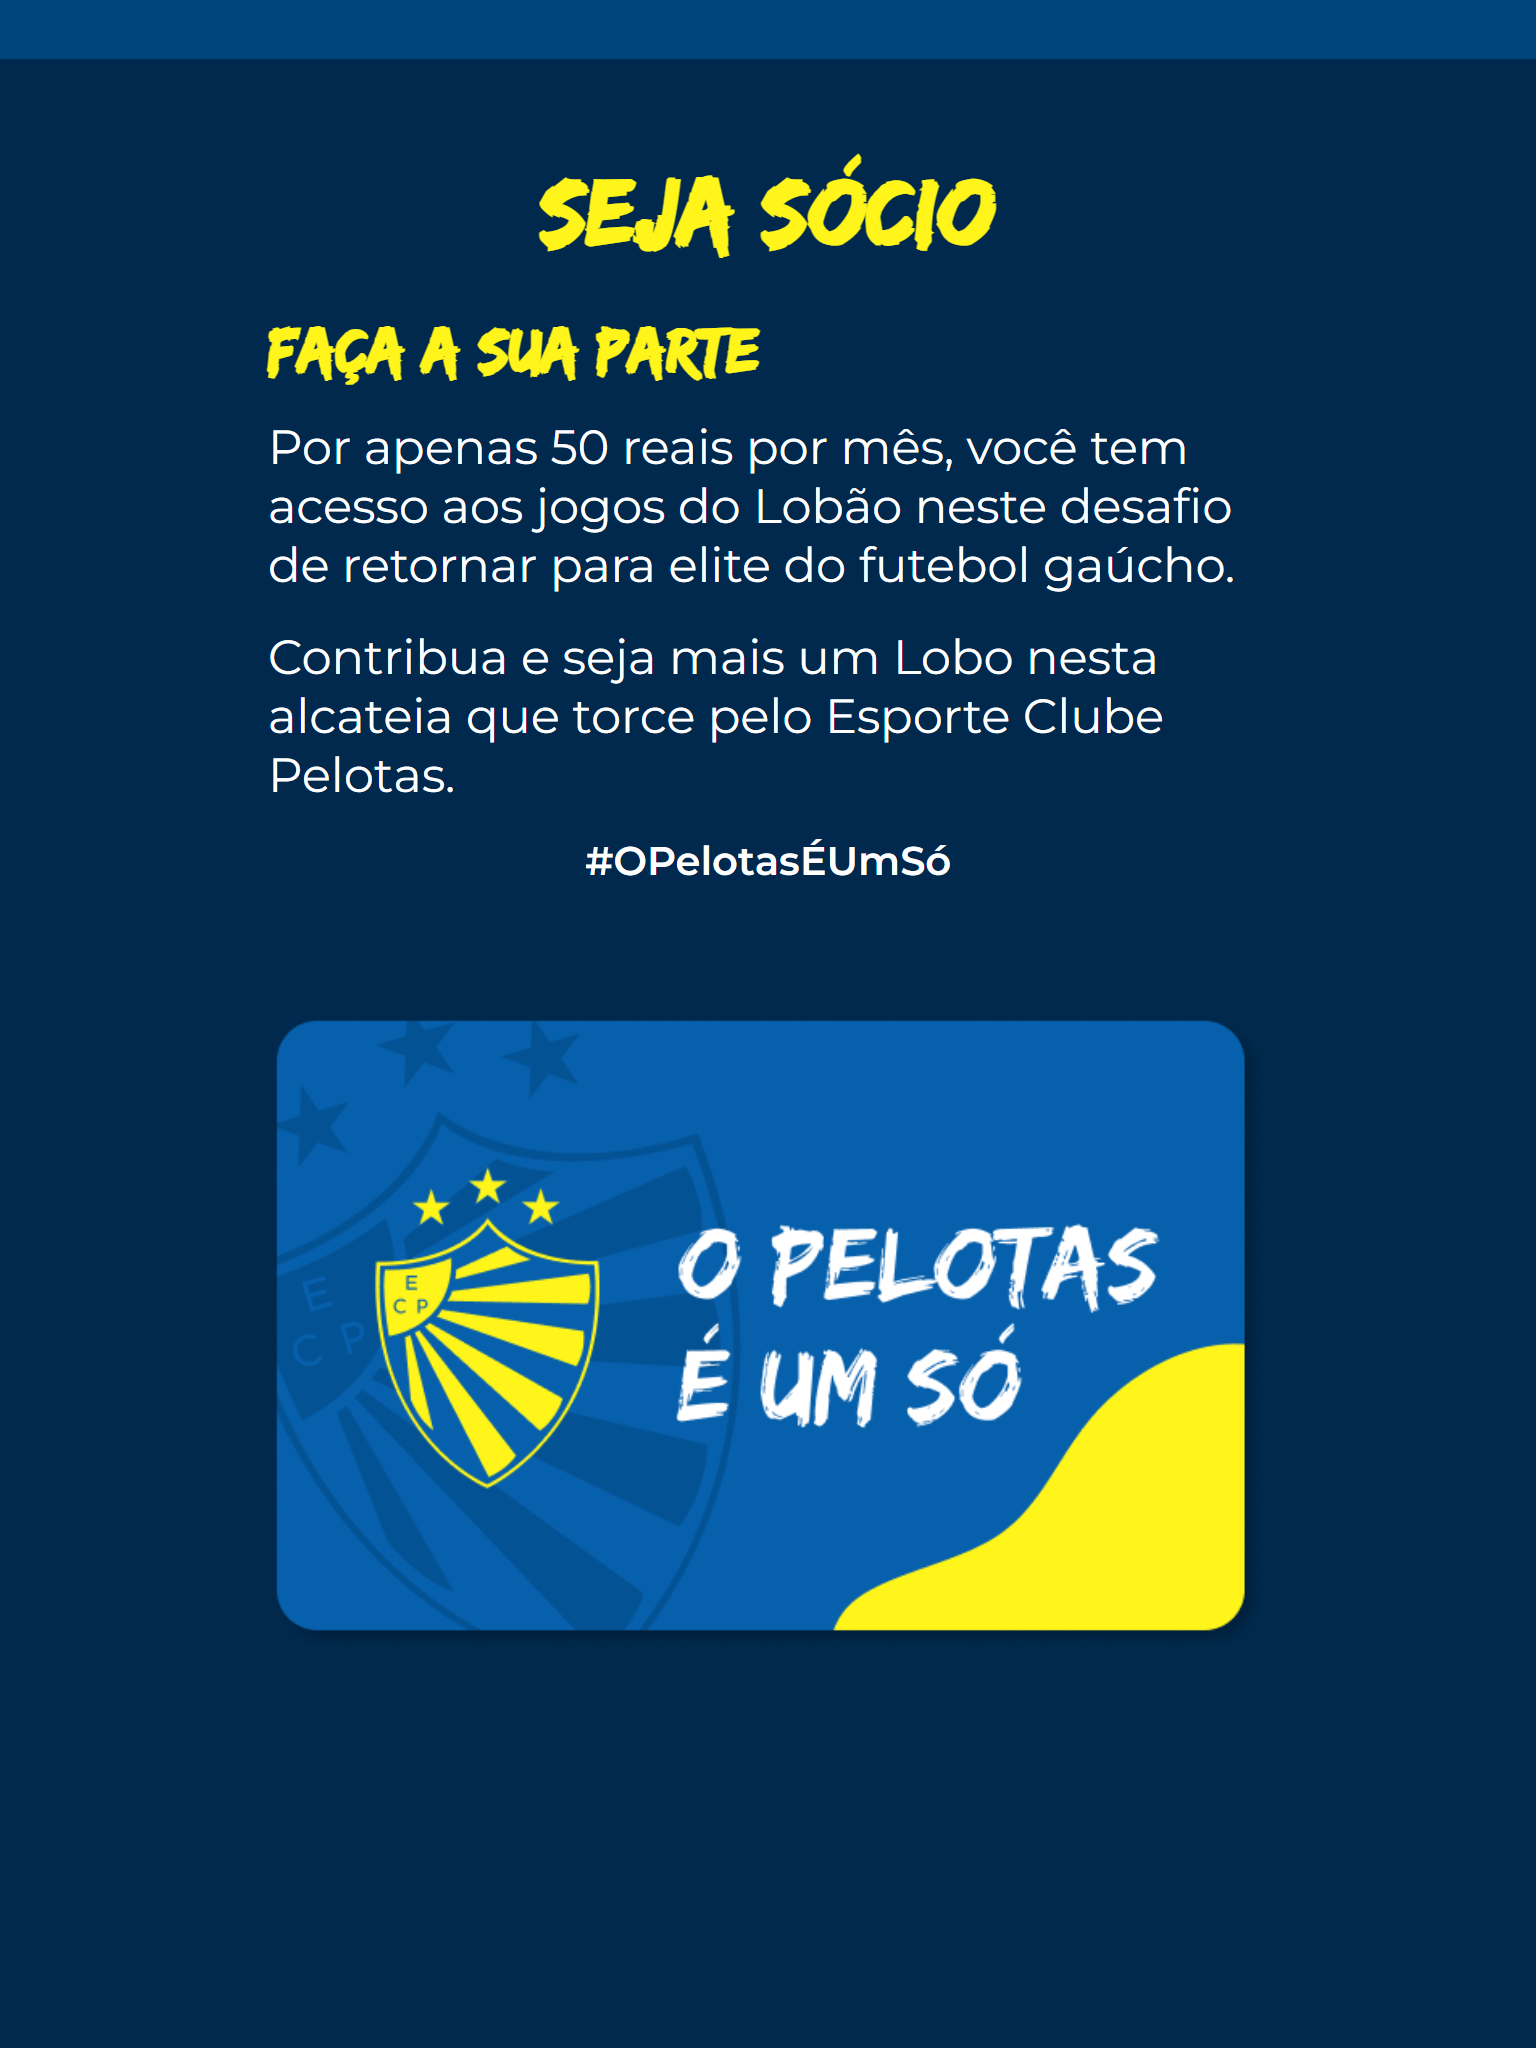 SEJA SÓCIO
FAÇA A SUA PARTE
Por apenas 50 reais por mês, você tem
acesso aos jogos do Lobão neste desafio
de retornar para elite do futebol gaúcho.
Contribua e seja mais um Lobo nesta
alcateia que torce pelo Esporte Clube
Pelotas.
#OPelotasÉUmSó
E
C P
E
C P
O PELOTAS
É UM SÓ